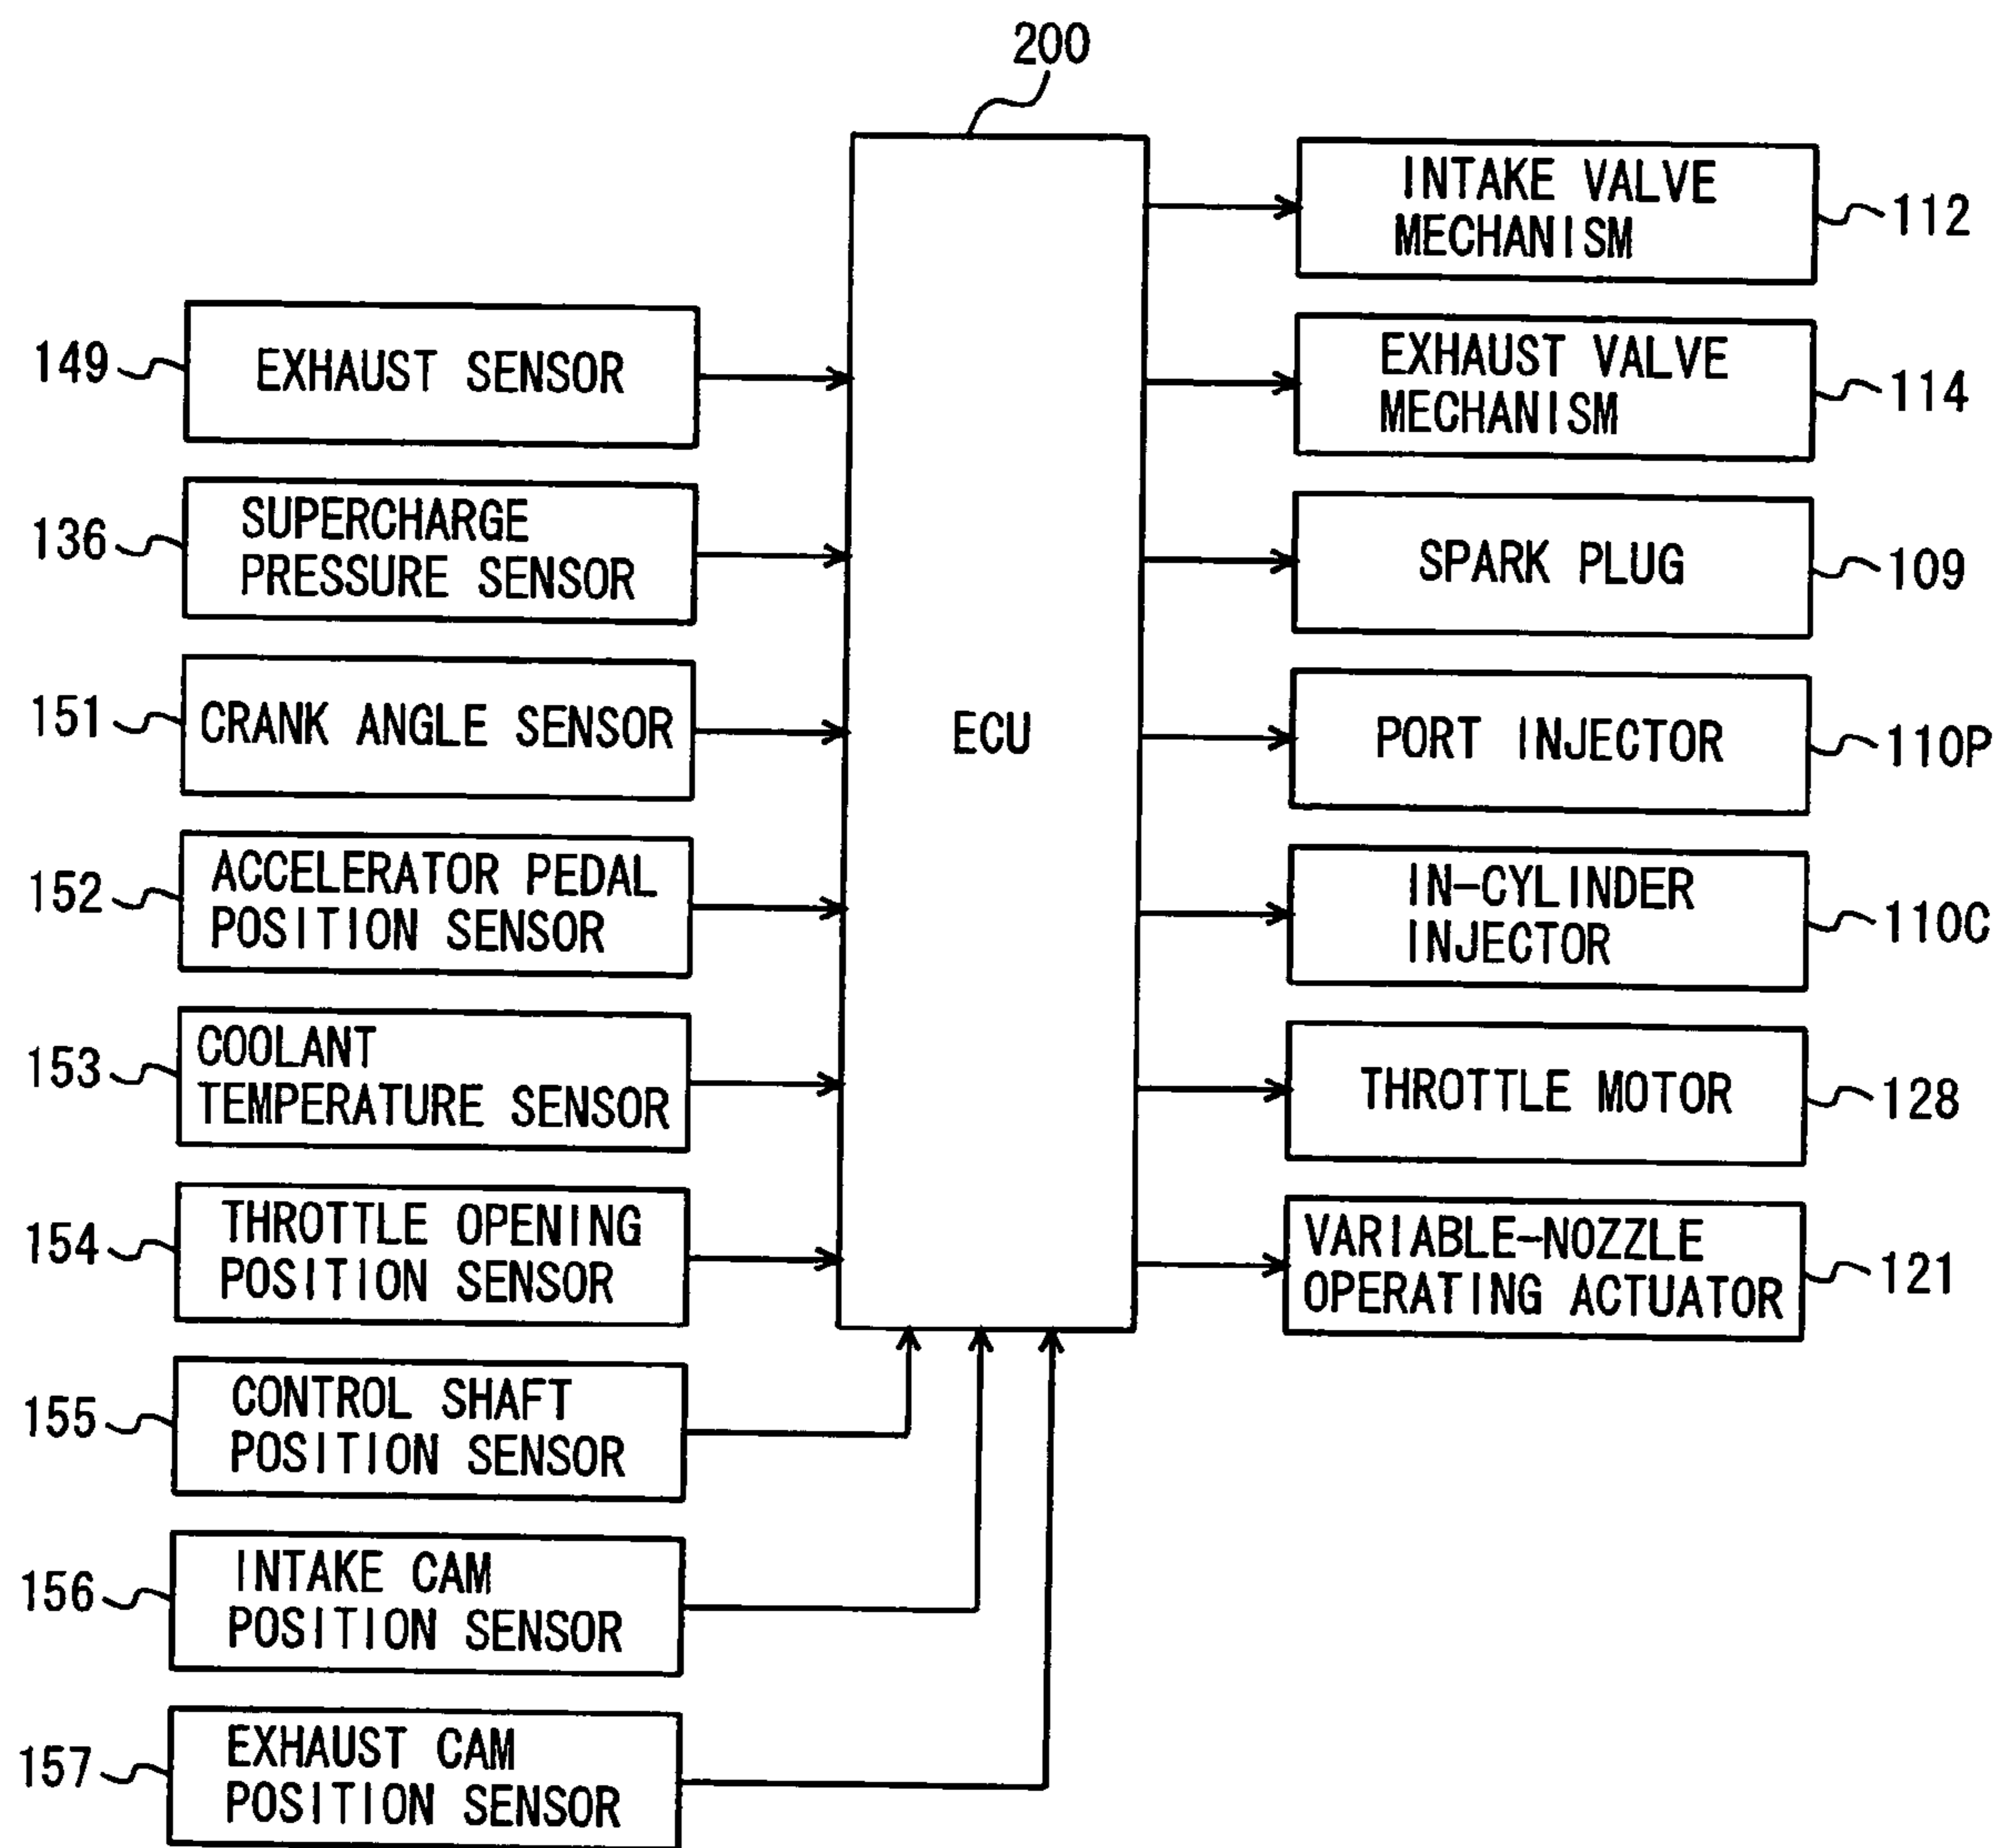 200
ECU
149
EXHAUST SENSOR
136
SUPERCHARGE
PRESSURE SENSOR
151
CRANK ANGLE SENSOR
152
ACCELERATOR PEDAL
POSITION SENSOR
153
COOLANT
TEMPERATURE SENSOR
154
THROTTLE OPENING
POSITION SENSOR
155
CONTROL SHAFT
POSITION SENSOR
156
INTAKE CAM
POSITION SENSOR
157
EXHAUST CAM
POSITION SENSOR
INTAKE VALVE
MECHANISM
112
EXHAUST VALVE
MECHANISM
114
SPARK PLUG
109
PORT INJECTOR
110P
IN-CYLINDER
INJECTOR
110C
THROTTLE MOTOR
128
VARIABLE-NOZZLE
OPERATING ACTUATOR
121